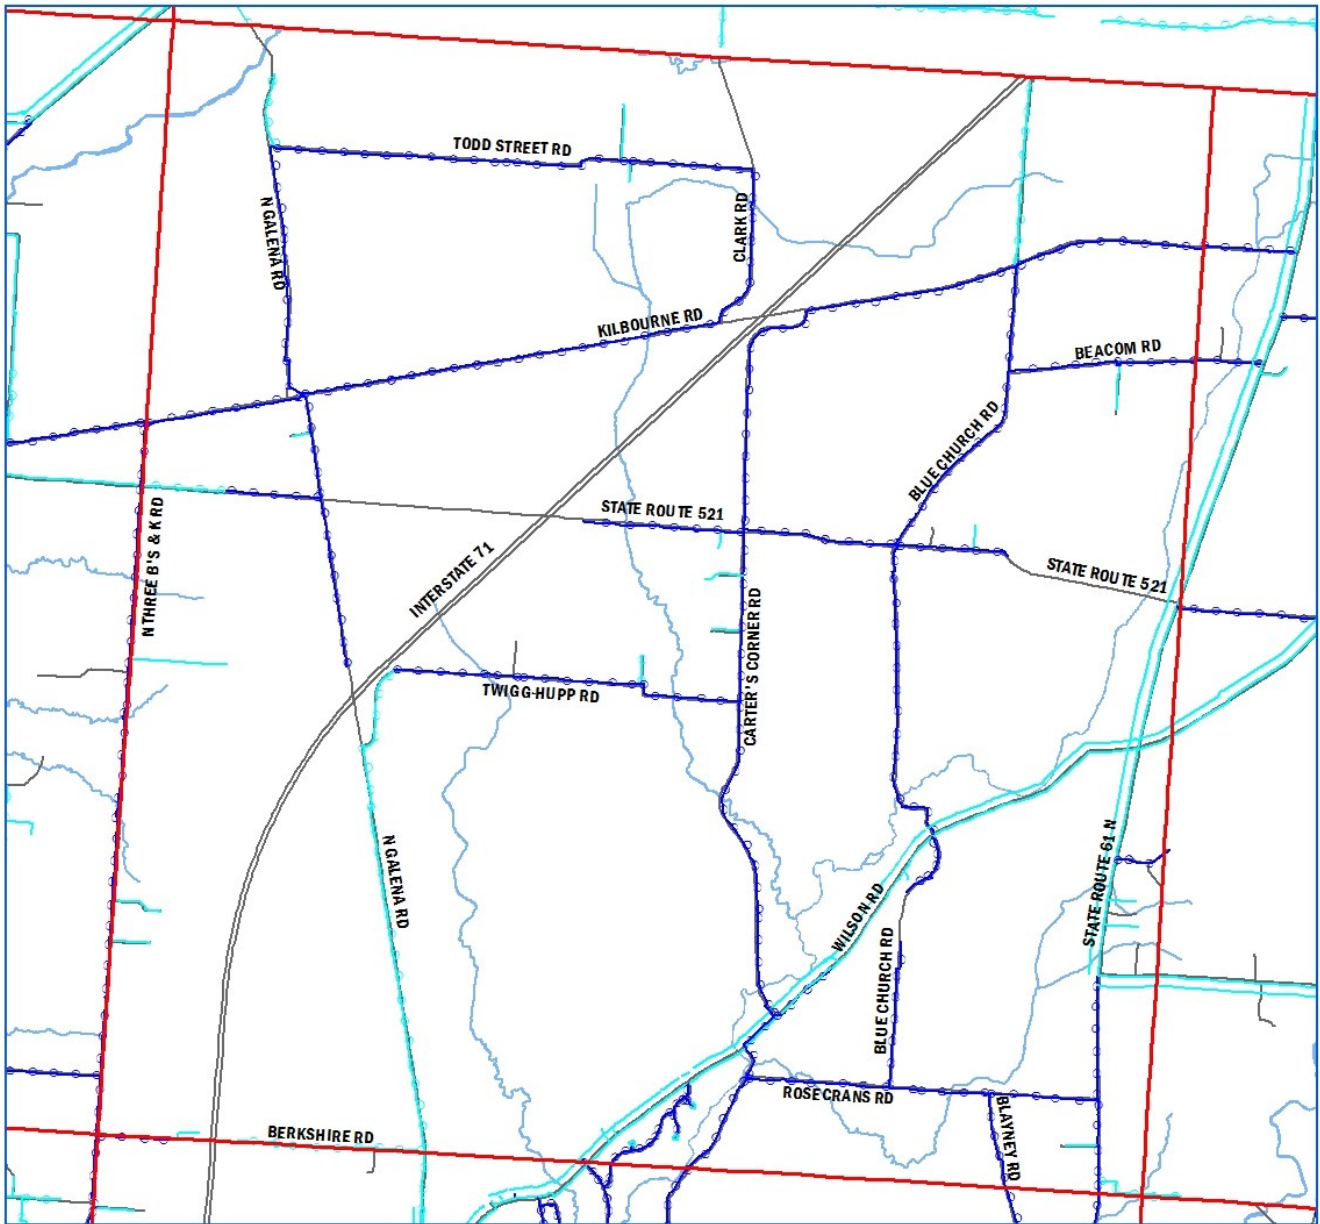 TODD STREET RD
N GALENA RD
CLARK RD
KILBOURNE RD
BEACOM RD
BLUE CHURCH RD
STATE ROUTE 521
N THREE B'S & K RD
INTERSTATE 71
STATE ROUTE 521
CARTER'S CORNER RD
TWIGG-HUPP RD
N GALENA RD
STATE ROUTE 61 N
WILSON RD
BLUE CHURCH RD
ROSECRANS RD
BERKSHIRE RD
BLAYNEY RD